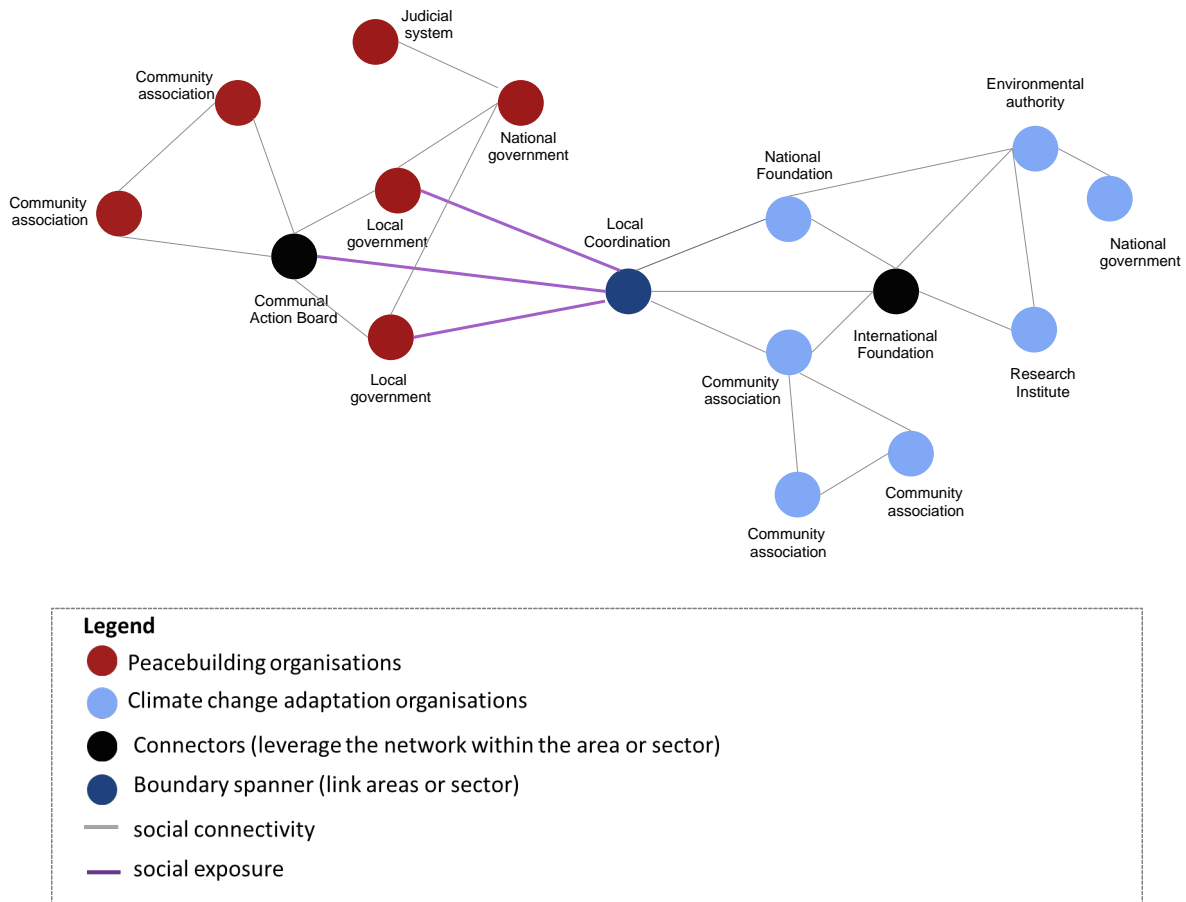 Judicial
system
Community
association
Environmental
authority
National
government
National
Foundation
Community
association
Local
government
Local
Coordination
National
government
Communal
Action Board
International
Foundation
Local
government
Community
association
Research
Institute
Community
association
Community
association
Legend
Peacebuilding organisations
Climate change adaptation organisations
Connectors (leverage the network within the area or sector)
Boundary spanner (link areas or sector)
social connectivity
social exposure